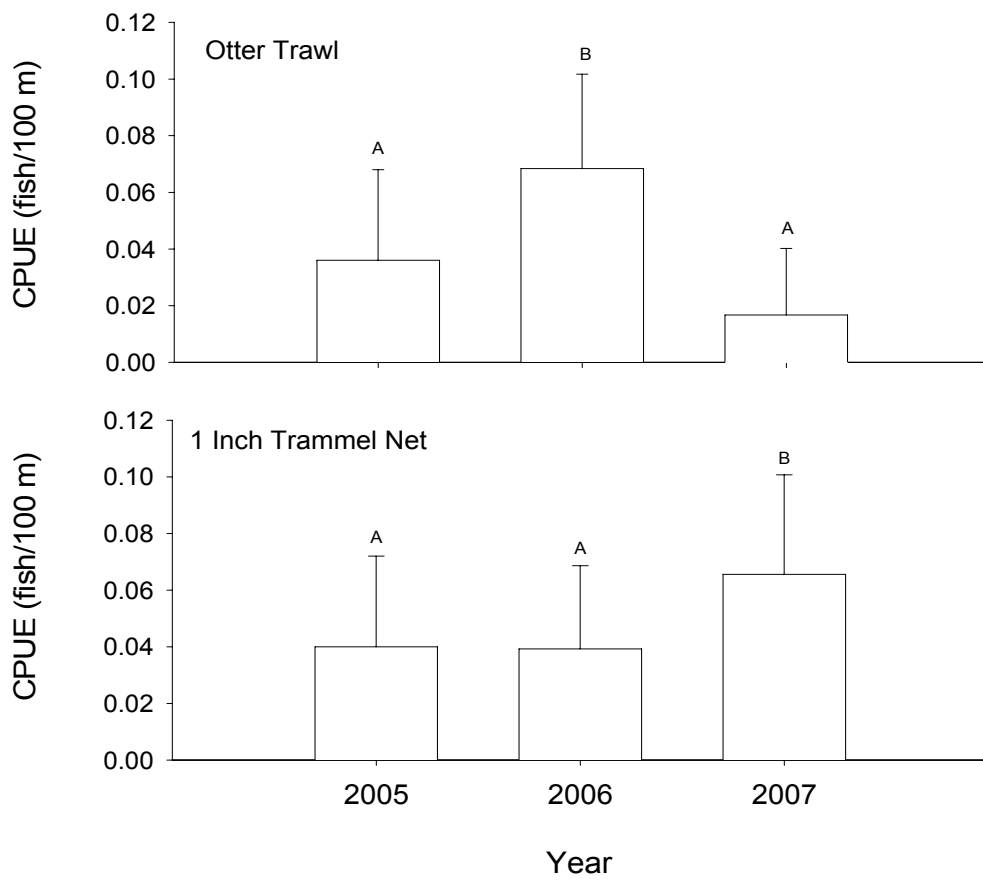 Otter Trawl
CPUE (fish/100 m)
0.12
0.10
0.08
0.06
0.04
0.02
0.00
A
B
A
1 Inch Trammel Net
CPUE (fish/100 m)
0.12
0.10
0.08
0.06
0.04
0.02
0.00
A
A
B
2005 2006 2007
Year